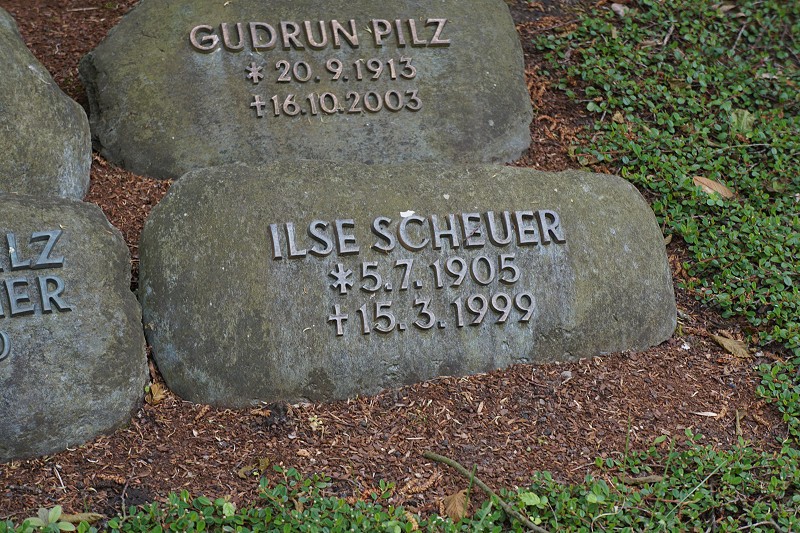 GUDRUN PILZ
* 20.9.1913
† 16.10.2003
ILSE SCHEUER
* 5.7.1905
† 15.3.1999